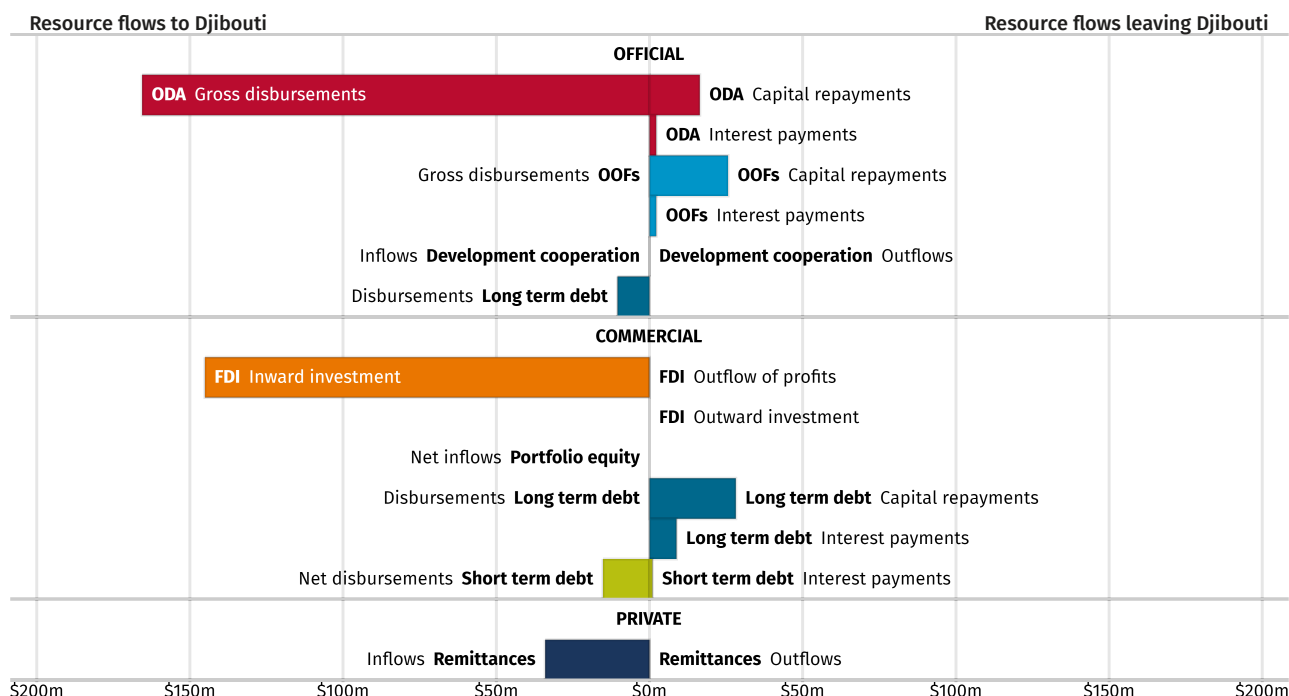 Resource flows to Djibouti Resource flows leaving Djibouti
OFFICIAL
ODA Gross disbursements ODA Capital repayments
ODA Interest payments
Gross disbursements OOFs OOFs Capital repayments
OOFs Interest payments
Inflows Development cooperation Development cooperation Outflows
Disbursements Long term debt
COMMERCIAL
FDI Inward investment FDI Outflow of profits
FDI Outward investment
Net inflows Portfolio equity
Disbursements Long term debt Long term debt Capital repayments
Long term debt Interest payments
Net disbursements Short term debt Short term debt Interest payments
PRIVATE
Inflows Remittances Remittances Outflows
$200m $150m $100m $50m $0m $50m $100m $150m $200m